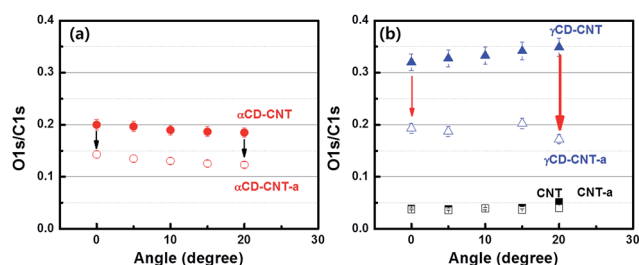 (a)
αCD-CNT
αCD-CNT-a
O1s/C1s
0.4
0.3
0.2
0.1
0.0
0
10
20
30
Angle (degree)
(b)
γCD-CNT
γCD-CNT-a
CNT
CNT-a
O1s/C1s
0.4
0.3
0.2
0.1
0.0
0
10
20
30
Angle (degree)